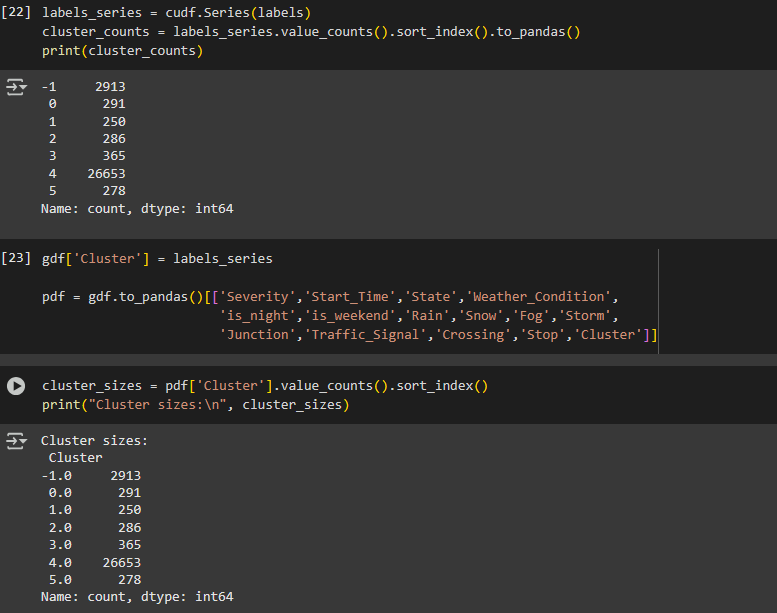 [22] labels_series = cudf.Series(labels)
cluster_counts = labels_series.value_counts().sort_index().to_pandas()
print(cluster_counts)
-1 2913
0 291
1 250
2 286
3 365
4 26653
5 278
Name: count, dtype: int64
[23] gdf['Cluster'] = labels_series
pdf = gdf.to_pandas()[['Severity','Start_Time','State','Weather_Condition',
'is_night','is_weekend','Rain','Snow','Fog','Storm',
'Junction','Traffic_Signal','Crossing','Stop','Cluster']]
cluster_sizes = pdf['Cluster'].value_counts().sort_index()
print("Cluster sizes:\n", cluster_sizes)
Cluster sizes:
Cluster
-1.0 2913
0.0 291
1.0 250
2.0 286
3.0 365
4.0 26653
5.0 278
Name: count, dtype: int64